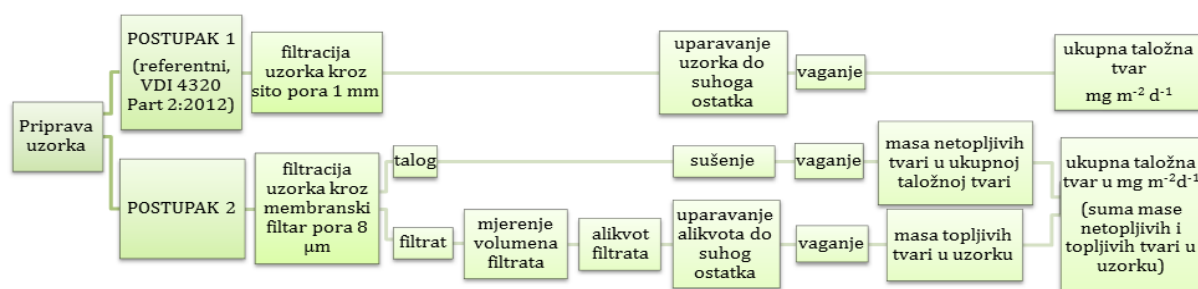 Priprava
uzorka
POSTUPAK 1
(referentni,
VDI 4320
Part 2:2012)
filtracija
uzorka kroz
sito pora 1 mm
uparavanje
uzorka do
suhoga
ostatka
vaganje
ukupna taložna
tvar
mg m⁻² d⁻¹
POSTUPAK 2
filtracija
uzorka kroz
membranski
filtar pora 8
μm
talog
sušenje
vaganje
masa netopljivih
tvari u ukupnoj
taložnoj tvari
filtrat
mjerenje
volumena
filtrata
alikvot
filtrata
uparavanje
alikvota do
suhog
ostatka
vaganje
masa topljivih
tvari u uzorku
ukupna taložna
tvar u mg m⁻²d⁻¹
(suma mase
netopljivih i
topljivih tvari u
uzorku)